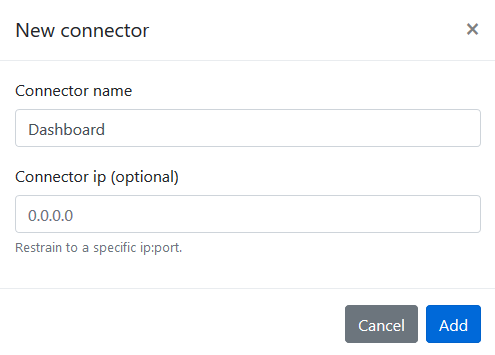 New connector
×
Connector name
Dashboard
Connector ip (optional)
0.0.0.0
Restrain to a specific ip:port.
Cancel Add